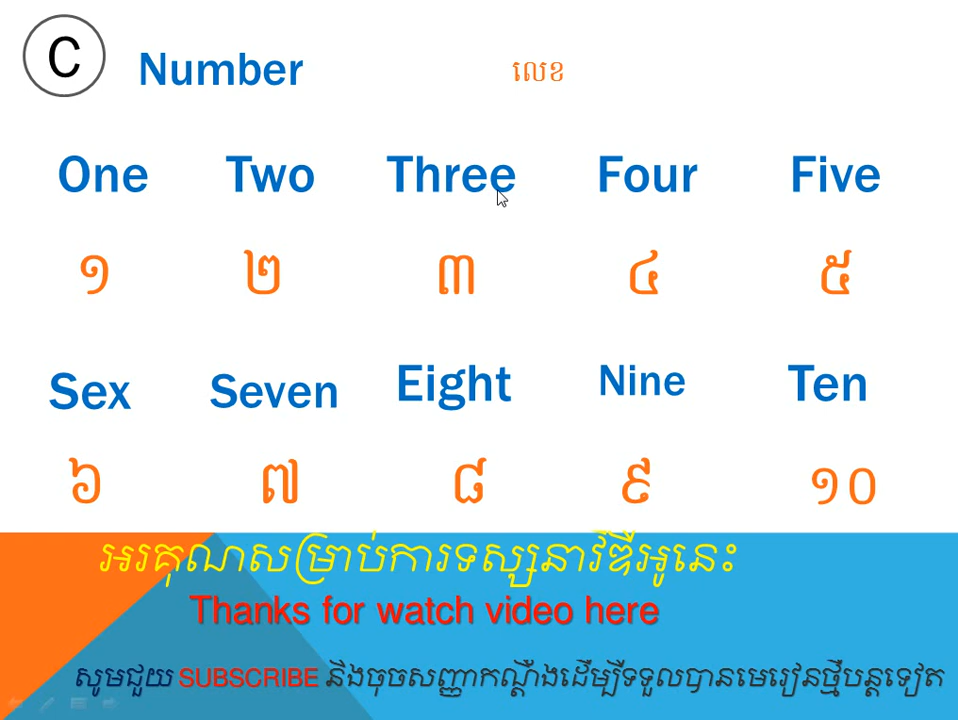 C Number លេខ
One Two Three Four Five
១ ២ ៣ ៤ ៥
Sex Seven Eight Nine Ten
៦ ៧ ៨ ៩ ១០
អរគុណសម្រាប់ការទស្សនាវីឌីអូនេះ
Thanks for watch video here
សូមជួយ SUBSCRIBE និងចុចសញ្ញាកណ្ដឹងដើម្បីទទួលបានមេរៀនថ្មីបន្តទៀត